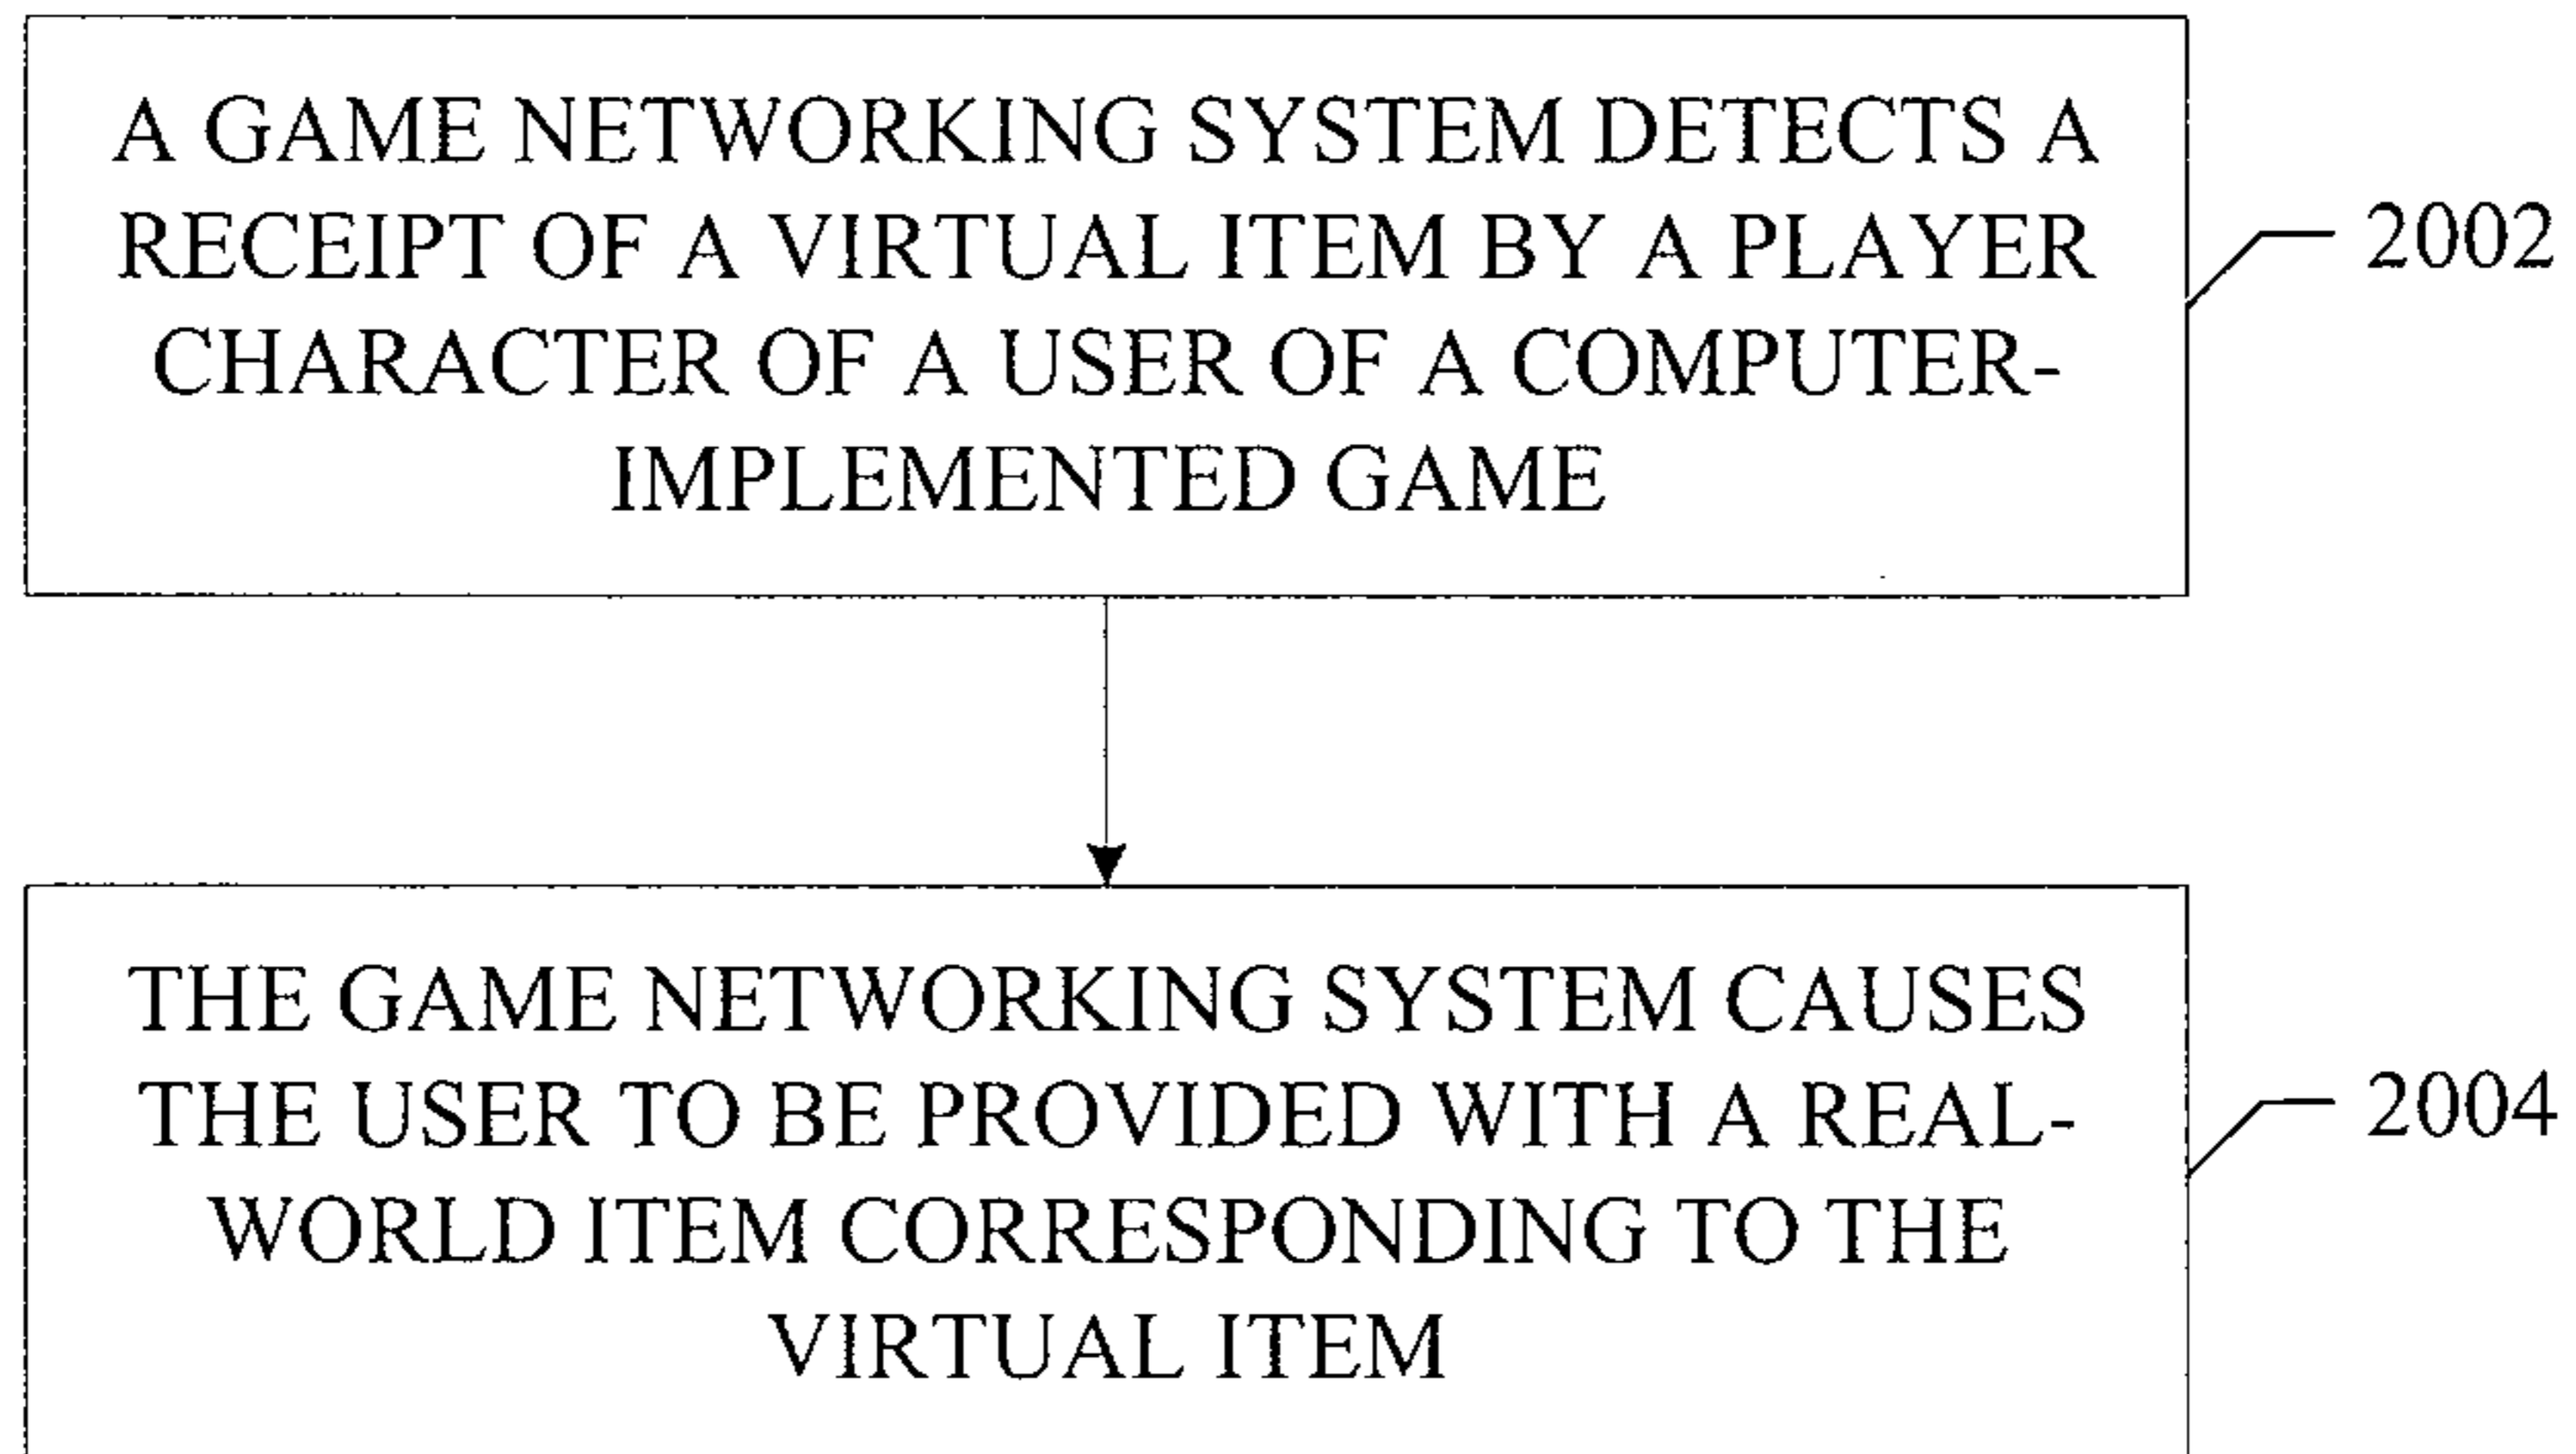 A GAME NETWORKING SYSTEM DETECTS A
RECEIPT OF A VIRTUAL ITEM BY A PLAYER
CHARACTER OF A USER OF A COMPUTER-
IMPLEMENTED GAME
2002
THE GAME NETWORKING SYSTEM CAUSES
THE USER TO BE PROVIDED WITH A REAL-
WORLD ITEM CORRESPONDING TO THE
VIRTUAL ITEM
2004